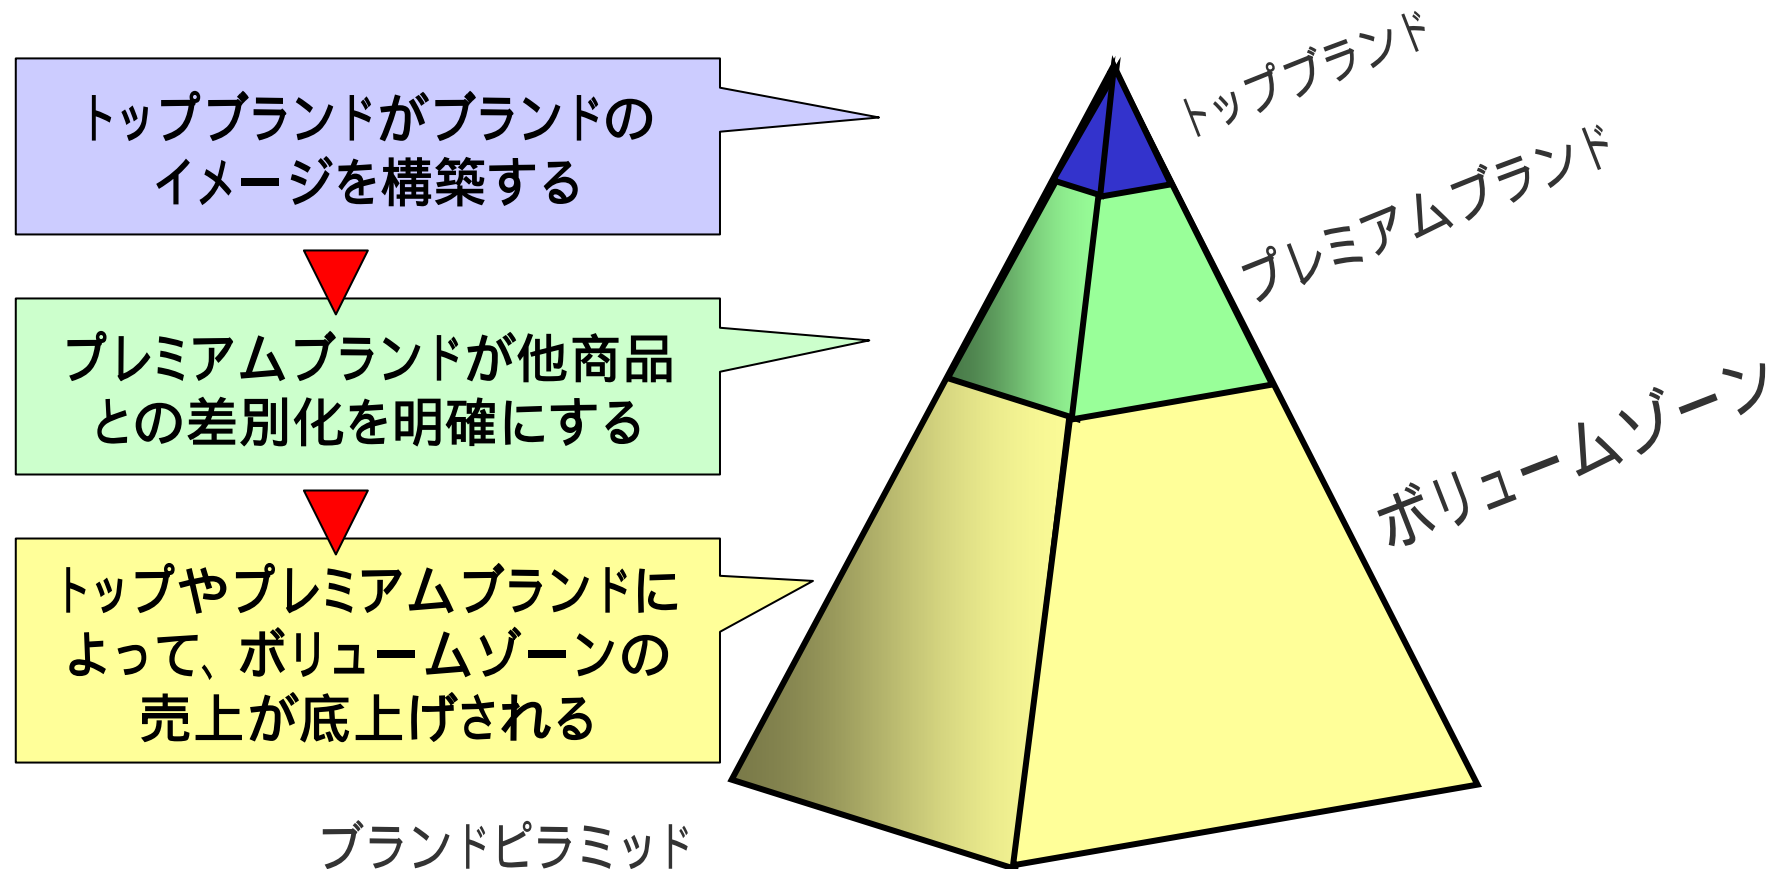 トップブランドがブランドの
イメージを構築する
プレミアムブランドが他商品
との差別化を明確にする
トップやプレミアムブランドに
よって、ボリュームゾーンの
売上が底上げされる
トップブランド
プレミアムブランド
ボリュームゾーン
ブランドピラミッド